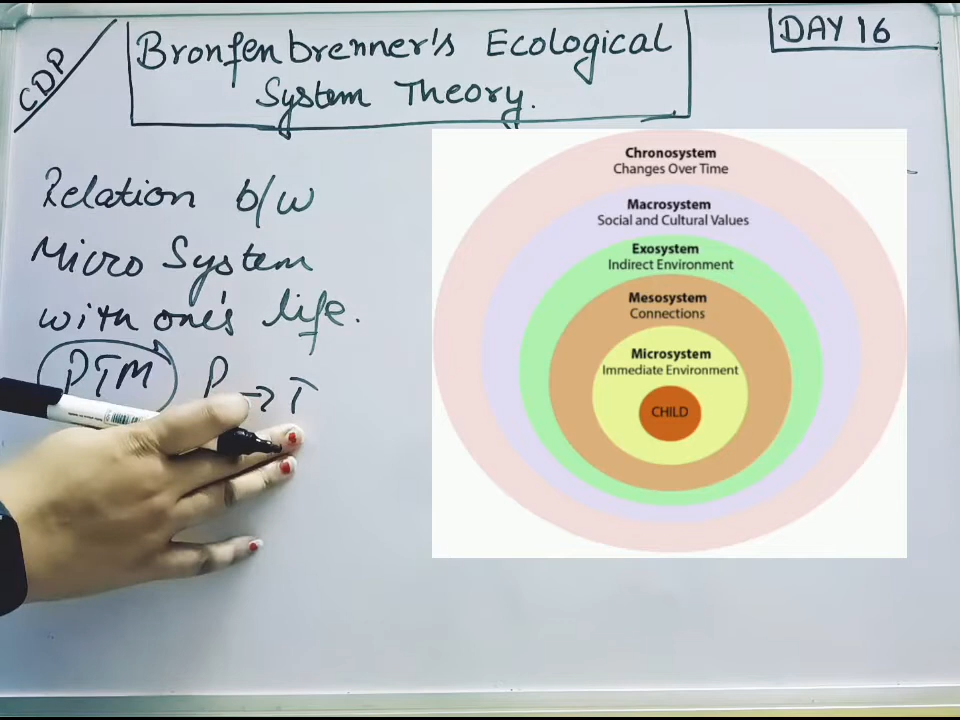 CDP
Bronfenbrenner's Ecological
System Theory.
DAY 16
Relation b/w
Micro System
with one's life.
PTM P → T
Chronosystem
Changes Over Time
Macrosystem
Social and Cultural Values
Exosystem
Indirect Environment
Mesosystem
Connections
Microsystem
Immediate Environment
CHILD